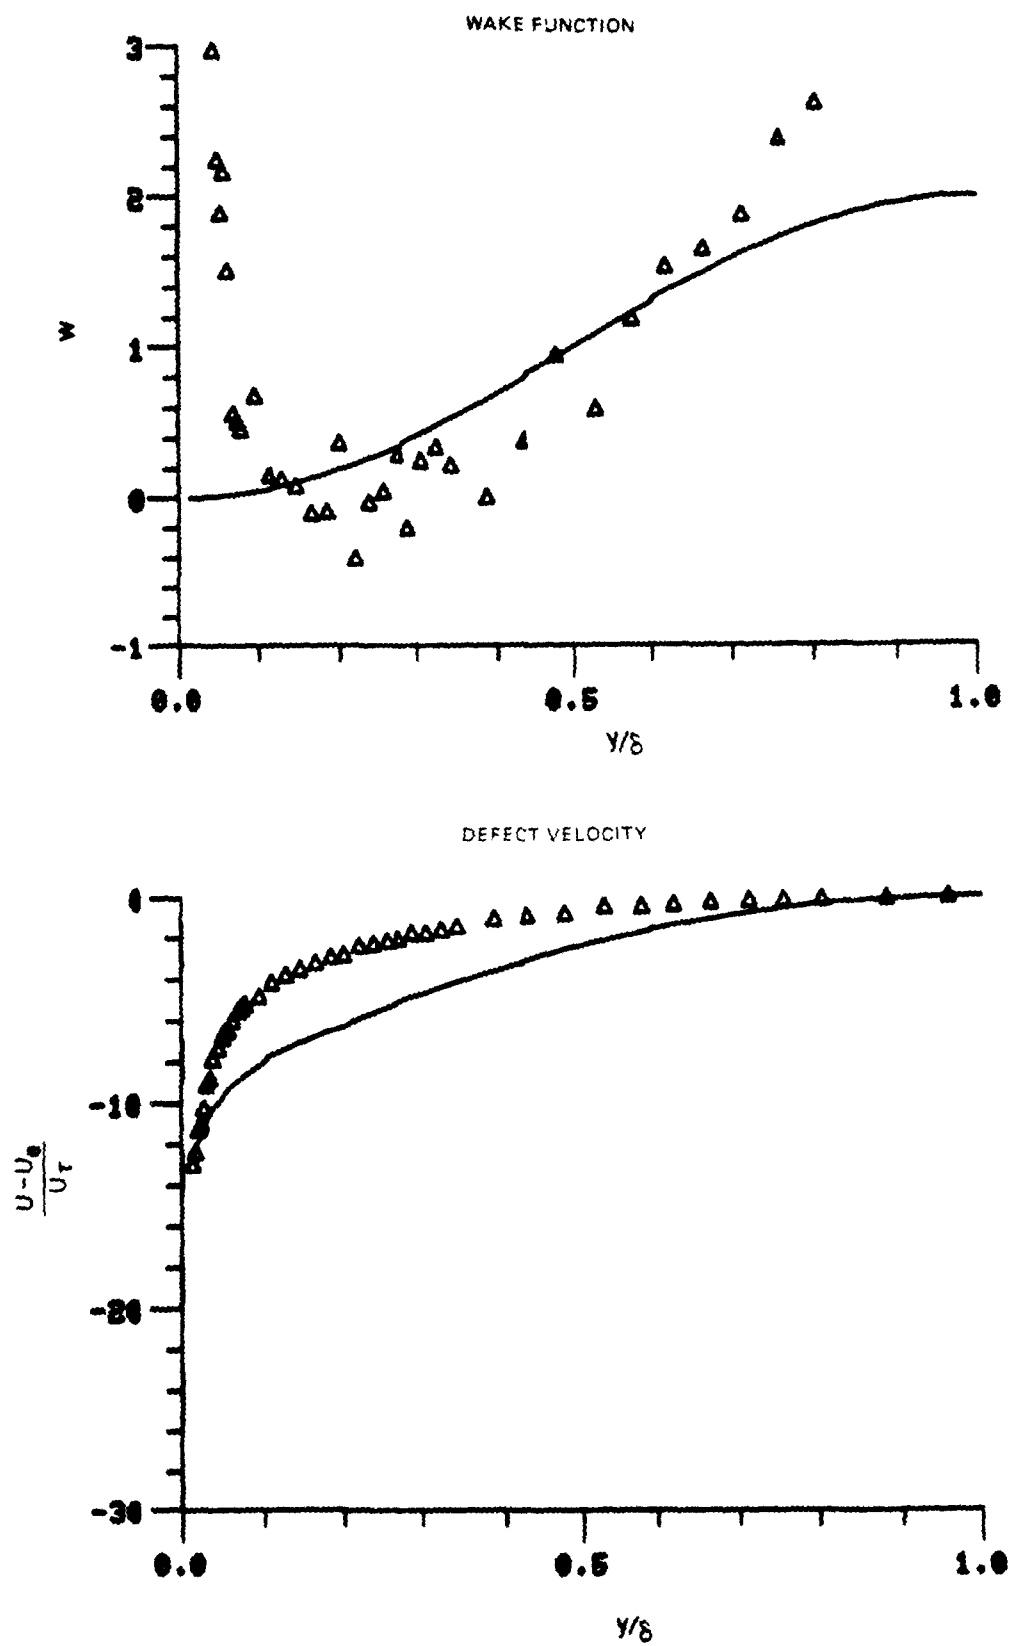 WAKE FUNCTION
3
2
1
0
-1
W
0.0 0.5 1.0
y/δ
DEFECT VELOCITY
0
-10
-20
-30
U-Ue
Uτ
0.0 0.5 1.0
y/δ